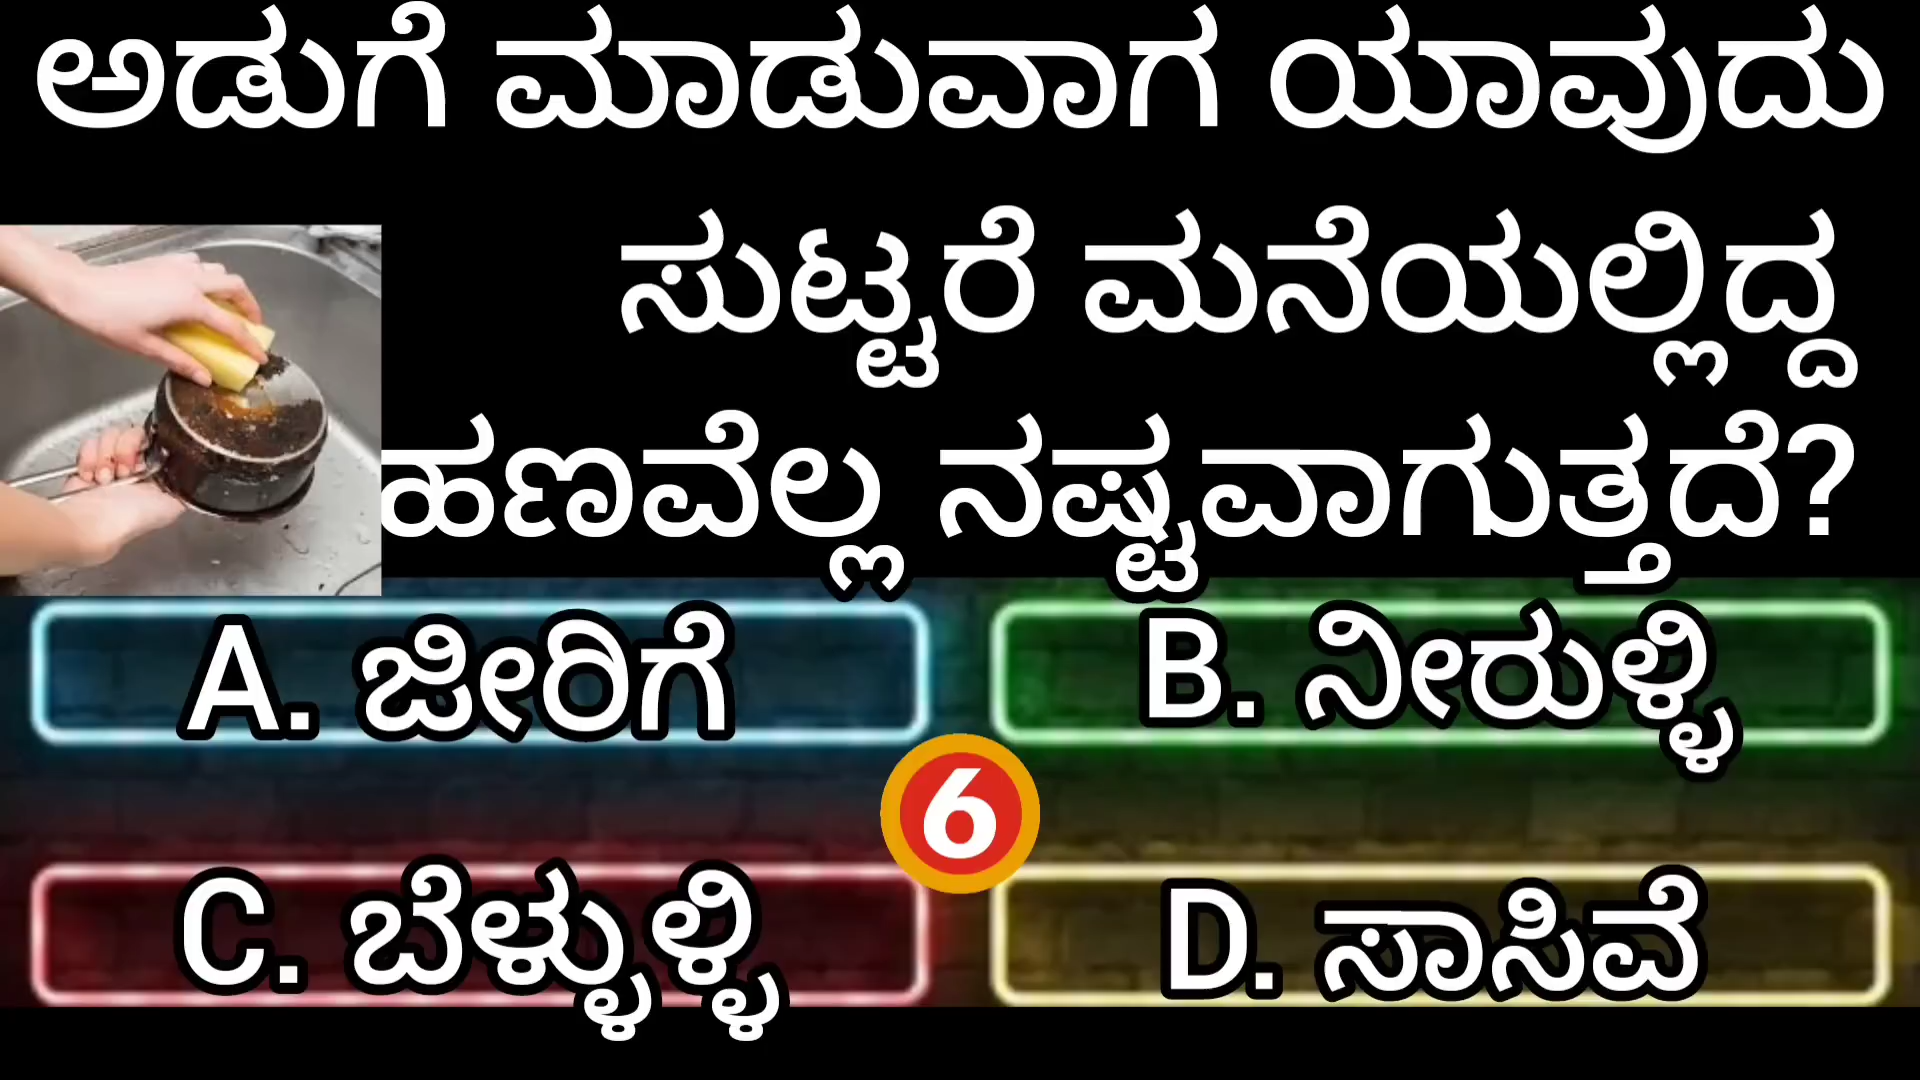 ಅಡುಗೆ ಮಾಡುವಾಗ ಯಾವುದು
ಸುಟ್ಟರೆ ಮನೆಯಲ್ಲಿದ್ದ
ಹಣವೆಲ್ಲ ನಷ್ಟವಾಗುತ್ತದೆ?
A. ಜೀರಿಗೆ
B. ನೀರುಳ್ಳಿ
6
C. ಬೆಳ್ಳುಳ್ಳಿ
D. ಸಾಸಿವೆ